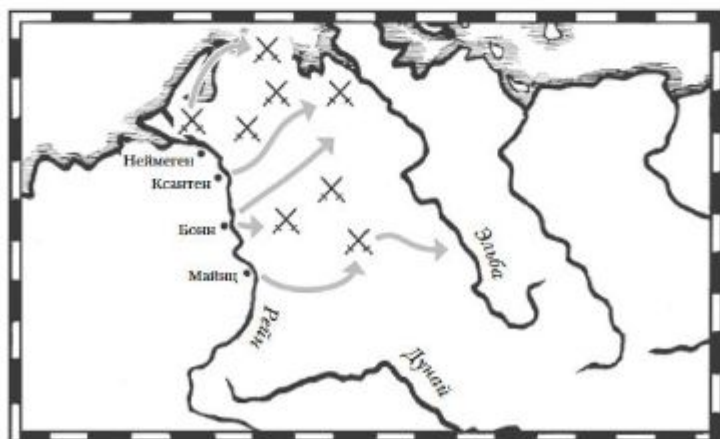 Неймеген
Ксантен
Бонн
Майнц
Рейн
Эльба
Дунай